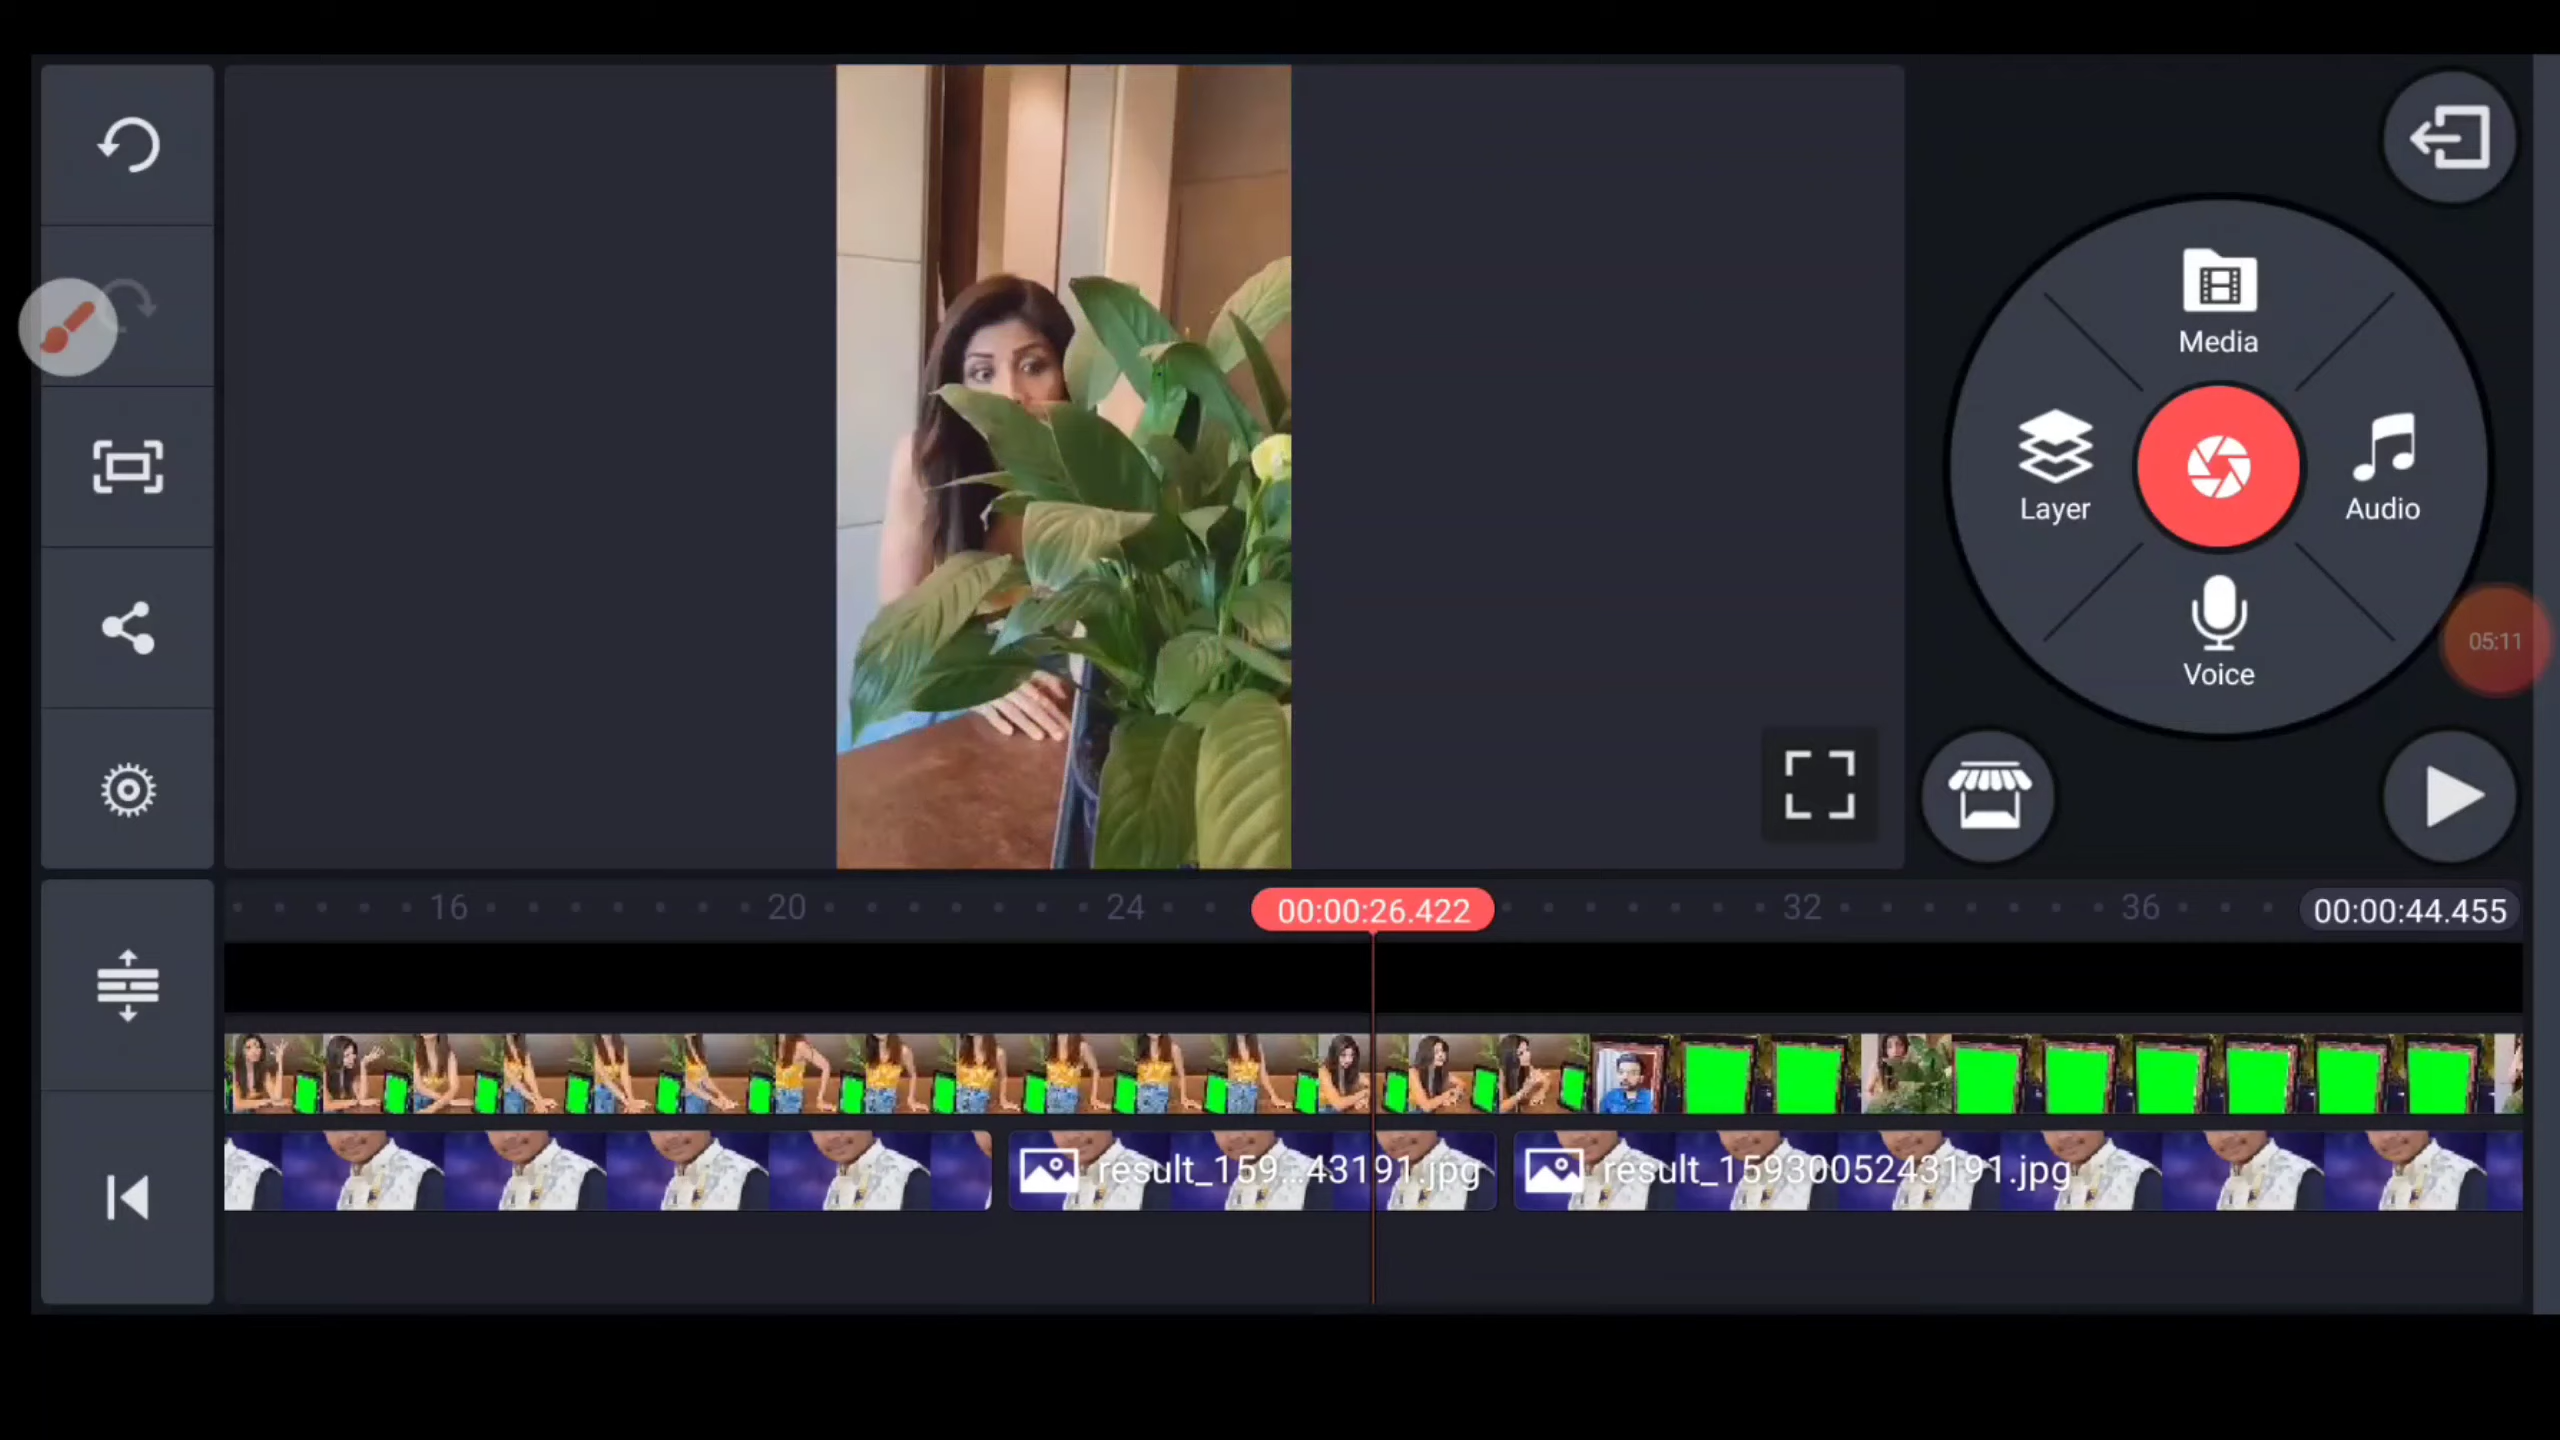 Media
Layer
Audio
Voice
05:11
16
20
24
00:00:26.422
32
36
00:00:44.455
result_159...43191.jpg
result_1593005243191.jpg